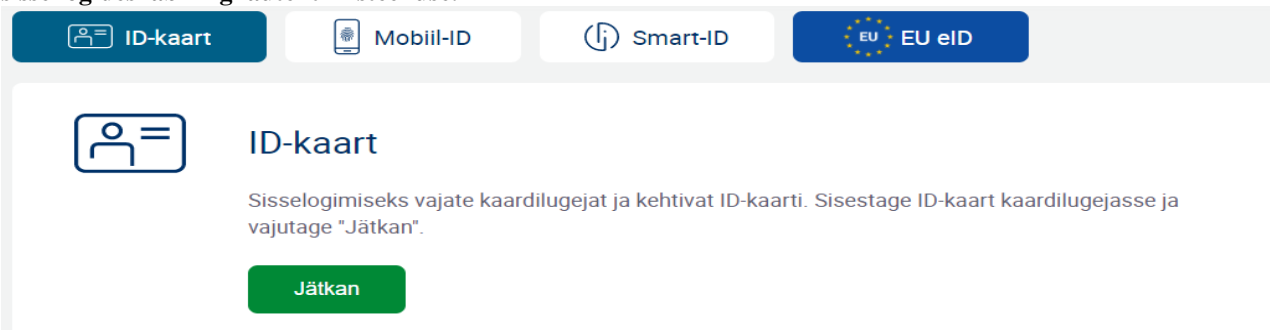 ID-kaart
Mobiil-ID
Smart-ID
EU
EU eID
ID-kaart
Sisselogimiseks vajate kaardilugejat ja kehtivat ID-kaarti. Sisestage ID-kaart kaardilugejasse ja
vajutage "Jätkan".
Jätkan